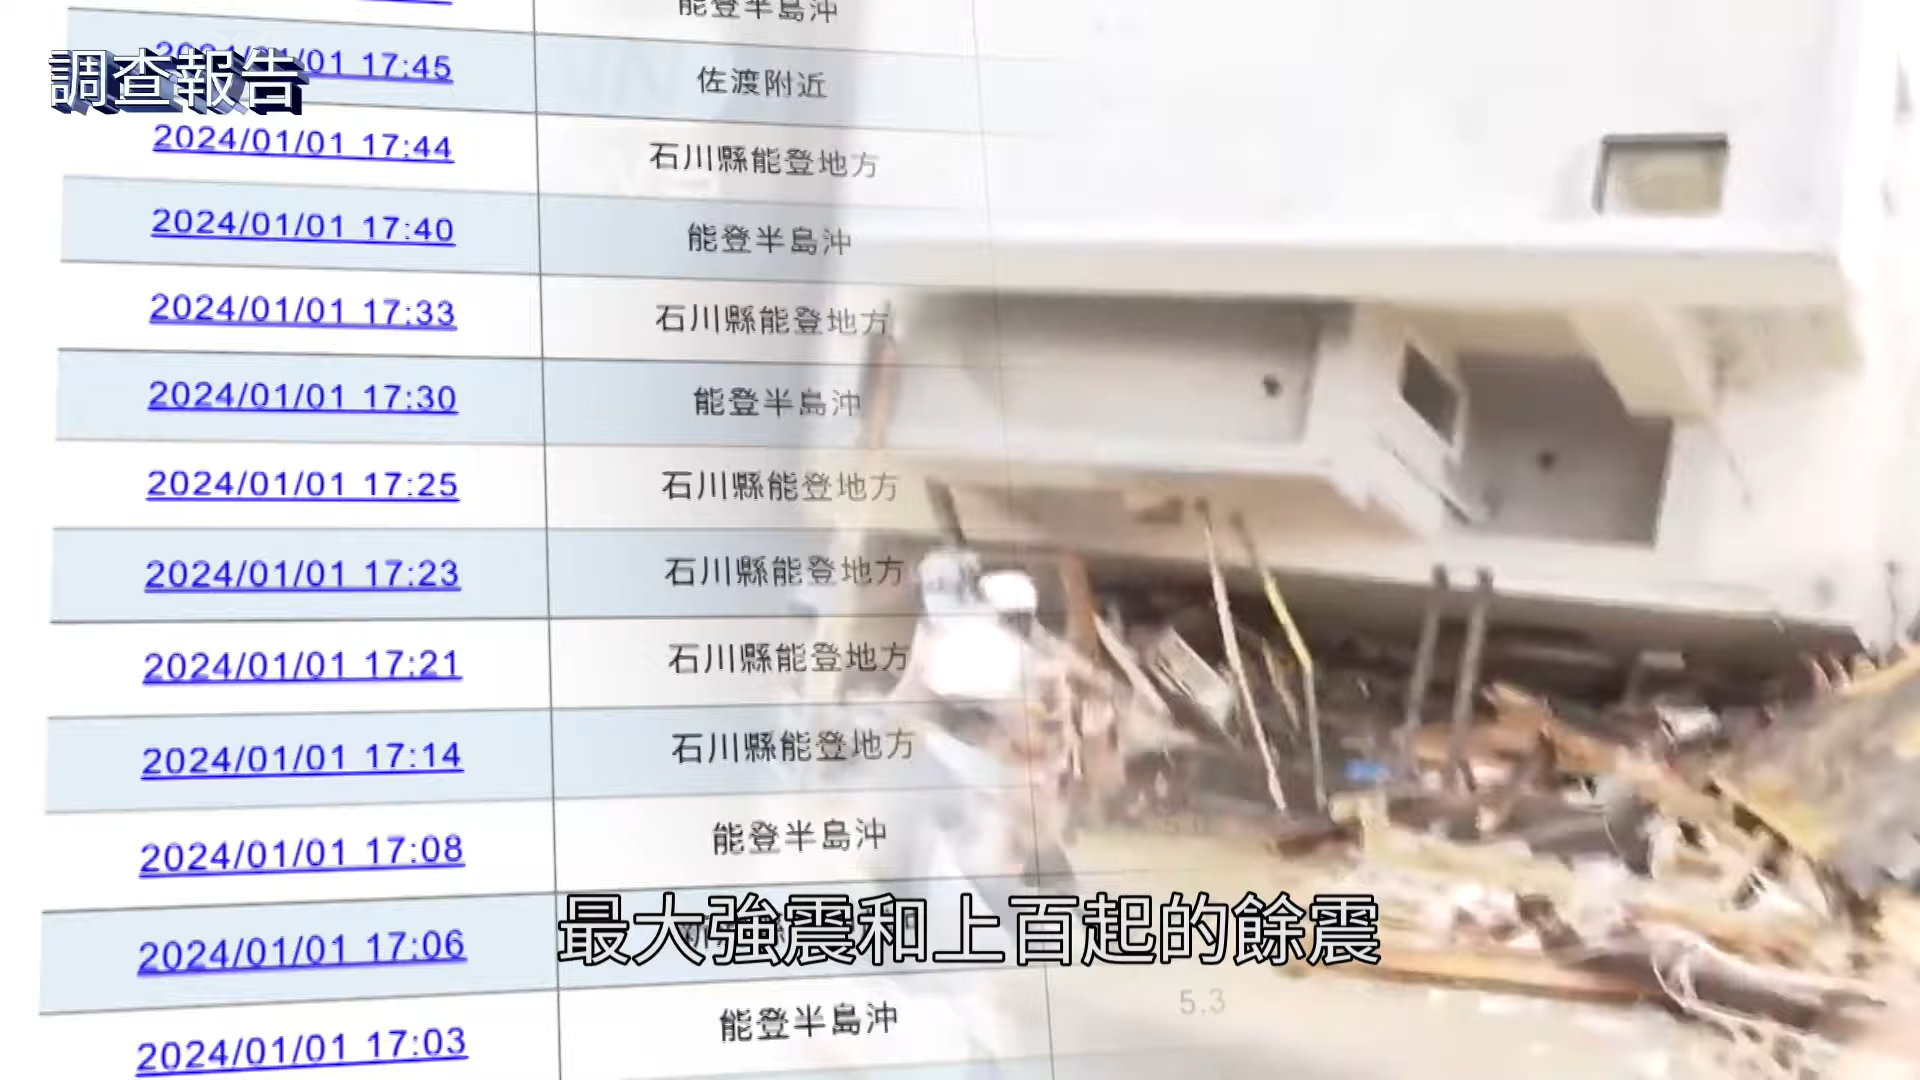 能登半島沖
調查報告
2024/01/01 17:45 佐渡附近
2024/01/01 17:44 石川縣能登地方
2024/01/01 17:40 能登半島沖
2024/01/01 17:33 石川縣能登地方
2024/01/01 17:30 能登半島沖
2024/01/01 17:25 石川縣能登地方
2024/01/01 17:23 石川縣能登地方
2024/01/01 17:21 石川縣能登地方
2024/01/01 17:14 石川縣能登地方
2024/01/01 17:08 能登半島沖
2024/01/01 17:06
最大強震和上百起的餘震
2024/01/01 17:03 能登半島沖 5.3